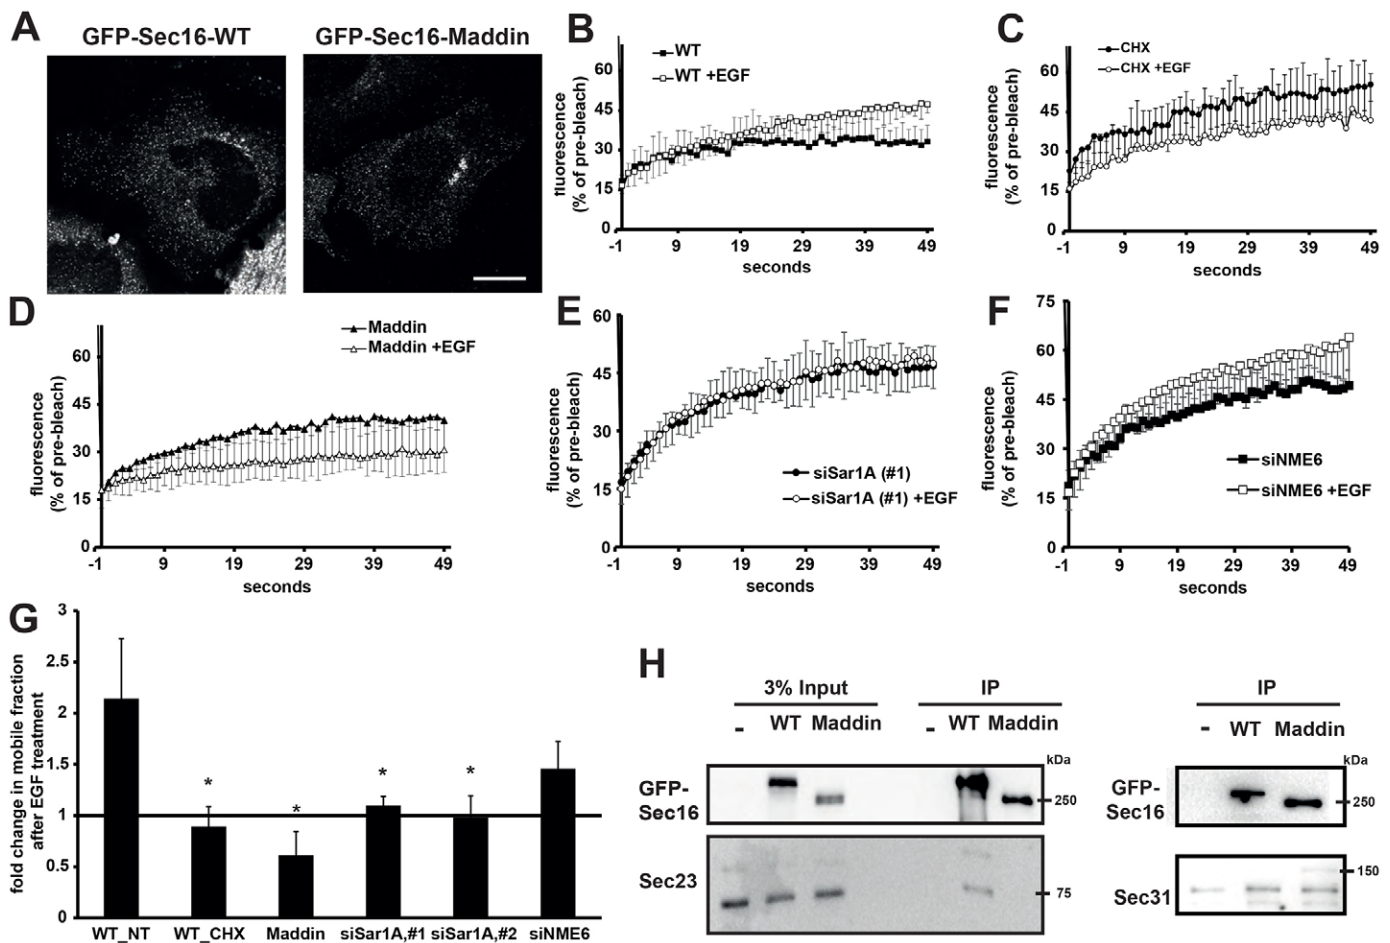 A
GFP-Sec16-WT
GFP-Sec16-Maddin
B
WT
WT +EGF
fluorescence
(% of pre-bleach)
60
45
30
15
0
-1 9 19 29 39 49
seconds
C
CHX
CHX +EGF
fluorescence
(% of pre-bleach)
60
45
30
15
0
-1 9 19 29 39 49
seconds
D
Maddin
Maddin +EGF
fluorescence
(% of pre-bleach)
60
45
30
15
0
-1 9 19 29 39 49
seconds
E
siSar1A (#1)
siSar1A (#1) +EGF
fluorescence
(% of pre-bleach)
60
45
30
15
0
-1 9 19 29 39 49
seconds
F
siNME6
siNME6 +EGF
fluorescence
(% of pre-bleach)
75
60
45
30
15
0
-1 9 19 29 39 49
seconds
G
fold change in mobile fraction
after EGF treatment
3
2.5
2
1.5
1
0.5
0
* * * *
WT_NT WT_CHX Maddin siSar1A,#1 siSar1A,#2 siNME6
H
3% Input IP
- WT Maddin - WT Maddin
kDa
GFP-
Sec16
250
Sec23
75
IP
- WT Maddin
kDa
GFP-
Sec16
250
150
Sec31